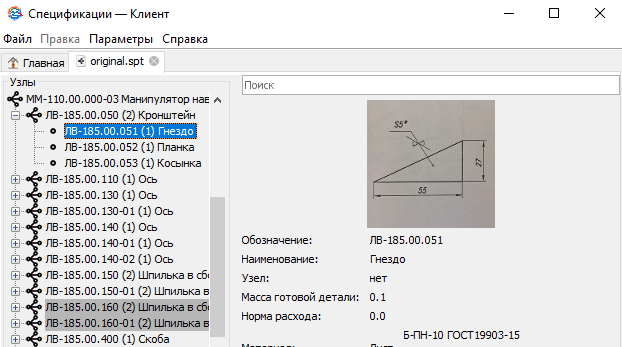 Спецификации — Клиент
Файл Правка Параметры Справка
Главная original.spt
Узлы
Поиск
ММ-110.00.000-03 Манипулятор нав
ЛВ-185.00.050 (2) Кронштейн
ЛВ-185.00.051 (1) Гнездо
ЛВ-185.00.052 (1) Планка
ЛВ-185.00.053 (1) Косынка
ЛВ-185.00.110 (1) Ось
ЛВ-185.00.130 (1) Ось
ЛВ-185.00.130-01 (1) Ось
ЛВ-185.00.140 (1) Ось
ЛВ-185.00.140-01 (1) Ось
ЛВ-185.00.140-02 (1) Ось
ЛВ-185.00.150 (2) Шпилька в сб
ЛВ-185.00.150-01 (2) Шпилька в
ЛВ-185.00.160 (2) Шпилька в сб
ЛВ-185.00.160-01 (2) Шпилька в
ЛВ-185.00.400 (1) Скоба
S5*
27
55
Обозначение: ЛВ-185.00.051
Наименование: Гнездо
Узел: нет
Масса готовой детали: 0.1
Норма расхода: 0.0
Б-ПН-10 ГОСТ19903-15
Материал: Лист